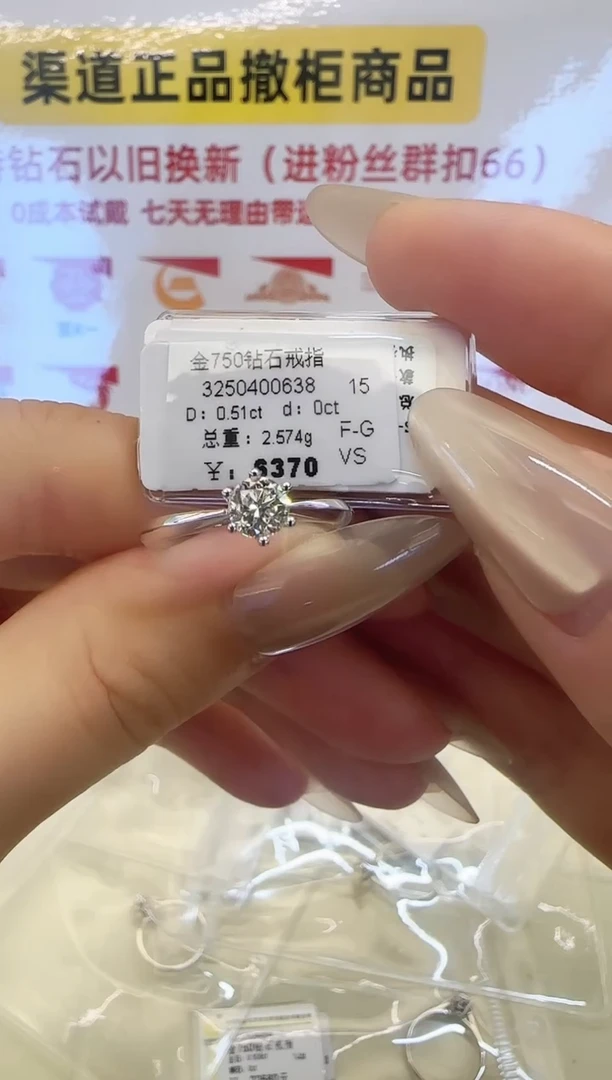 渠道正品撤柜商品
钻石以旧换新（进粉丝群扣66）
0成本试戴 七天无理由带
金750钻石戒指
3250400638 15
D: 0.51ct d: 0ct
总重: 2.574g F-G
¥: 6370 VS